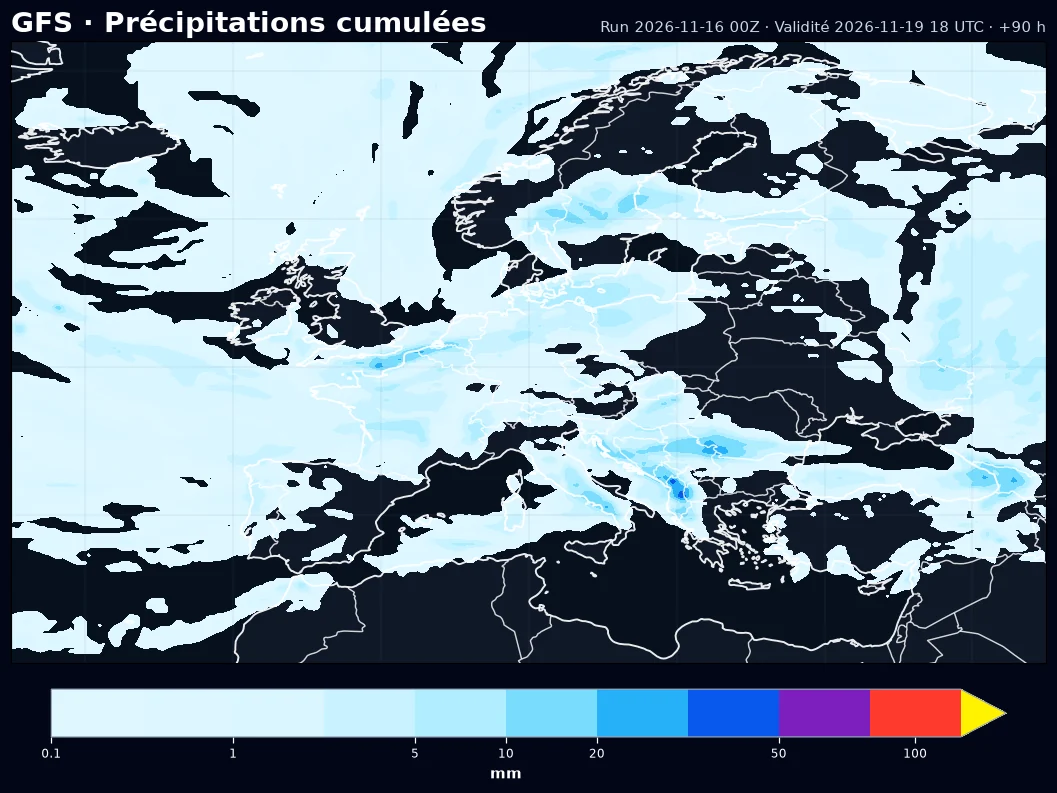 GFS · Précipitations cumulées
Run 2026-11-16 00Z · Validité 2026-11-19 18 UTC · +90 h
0.1 1 5 10 20 50 100
mm